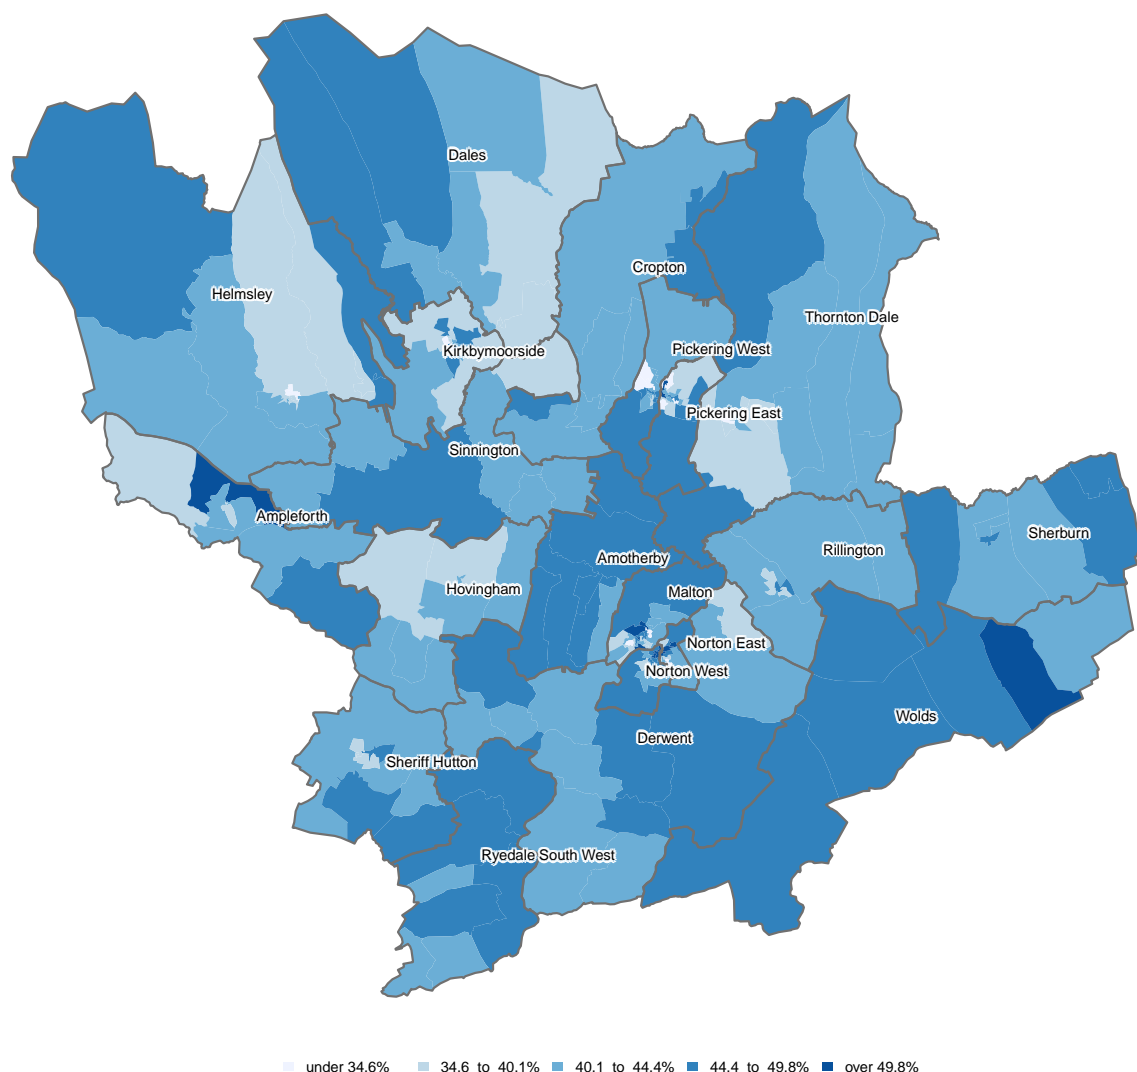 Dales
Cropton
Helmsley
Thornton Dale
Pickering West
Kirkbymoorside
Pickering East
Sinnington
Ampleforth
Sherburn
Rillington
Amotherby
Hovingham
Malton
Norton East
Norton West
Wolds
Derwent
Sheriff Hutton
Ryedale South West
under 34.6% 34.6 to 40.1% 40.1 to 44.4% 44.4 to 49.8% over 49.8%